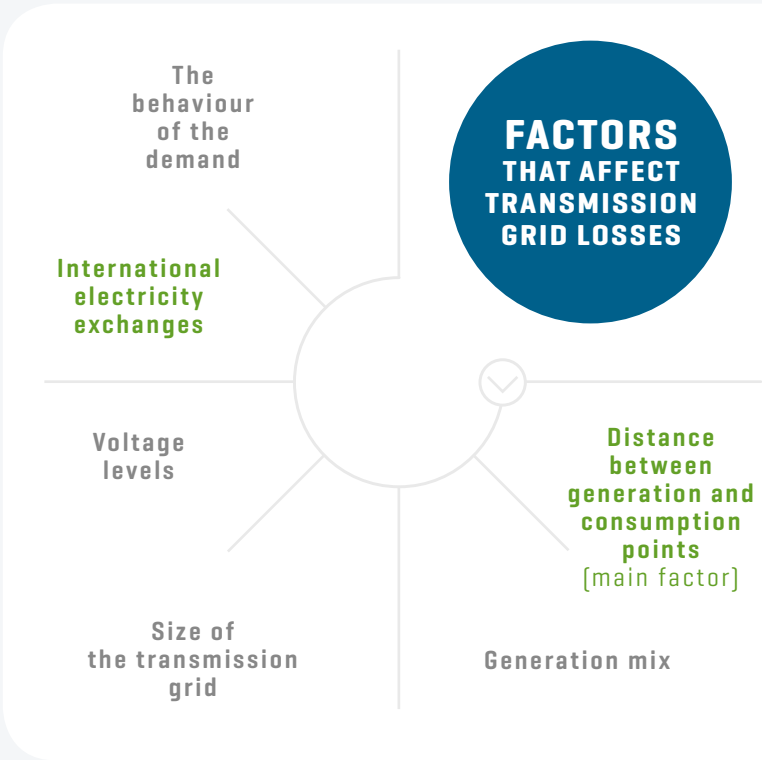 FACTORS
THAT AFFECT
TRANSMISSION
GRID LOSSES
Distance
between
generation and
consumption
points
(main factor)
Generation mix
Size of
the transmission
grid
Voltage
levels
International
electricity
exchanges
The
behaviour
of the
demand